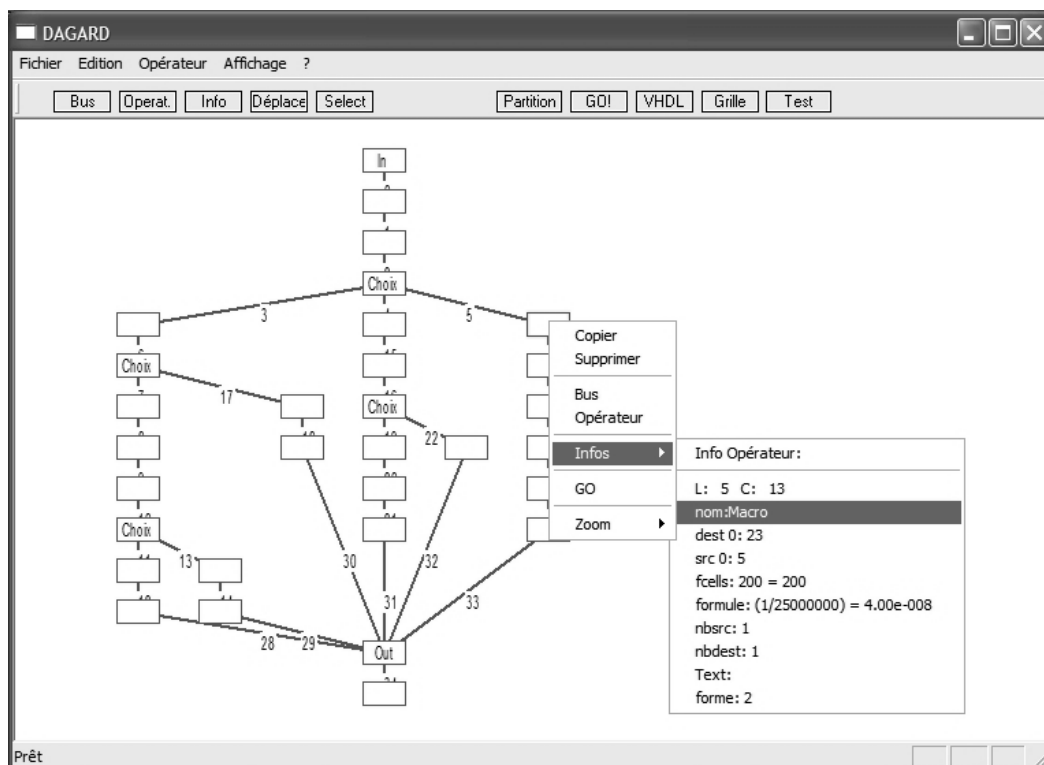 DAGARD
Fichier Edition Opérateur Affichage ?
Bus Operat. Info Déplace Select Partition GO! VHDL Grille Test
In
Choix
3 5
Choix
17
Choix
22
Choix
13
30 32
31 33
28 29
Out
Copier
Supprimer
Bus
Opérateur
Infos
GO
Zoom
Info Opérateur:
L: 5 C: 13
nom:Macro
dest 0: 23
src 0: 5
fcells: 200 = 200
formule: (1/25000000) = 4.00e-008
nbsrc: 1
nbdest: 1
Text:
forme: 2
Prêt